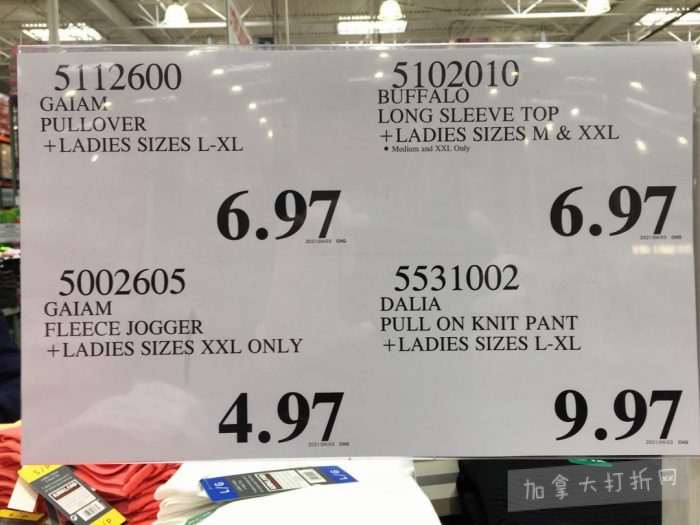 5112600
GAIAM
PULLOVER
+LADIES SIZES L-XL
6.97
5102010
BUFFALO
LONG SLEEVE TOP
+LADIES SIZES M & XXL
* Medium and XXL Only
6.97
5002605
GAIAM
FLEECE JOGGER
+LADIES SIZES XXL ONLY
4.97
5531002
DALIA
PULL ON KNIT PANT
+LADIES SIZES L-XL
9.97
S/P
L/G
加拿大打折网